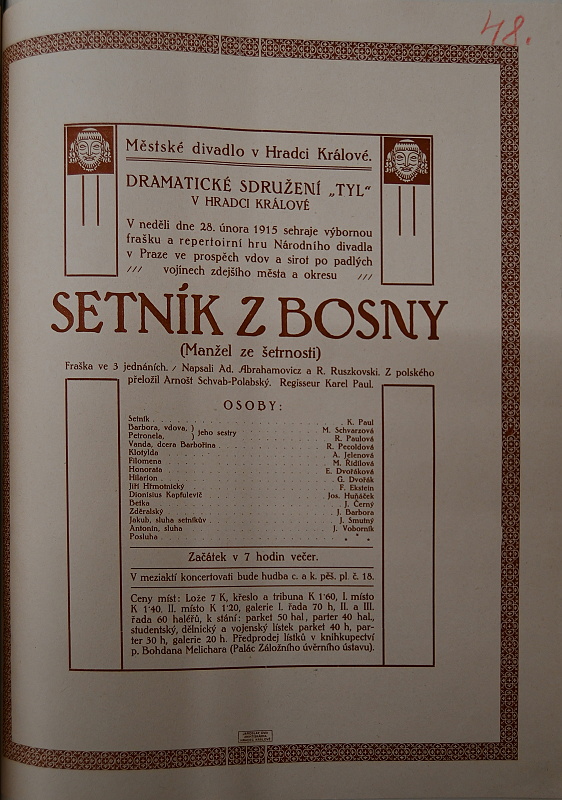 48.
Městské divadlo v Hradci Králové.
DRAMATICKÉ SDRUŽENÍ „TYL“
V HRADCI KRÁLOVÉ
V neděli dne 28. února 1915 sehraje výbornou
frašku a repertoirní hru Národního divadla
v Praze ve prospěch vdov a sirot po padlých
/// vojínech zdejšího města a okresu ///
SETNÍK Z BOSNY
(Manžel ze šetrnosti)
Fraška ve 3 jednáních. / Napsali Ad. Abrahamovicz a R. Ruszkovski. Z polského
přeložil Arnošt Schvab-Polabský. Regisseur Karel Paul.
OSOBY:
Setník . . . K. Paul
Barbora, vdova, } jeho sestry M. Schvarzová
Petronela, } R. Paulová
Vanda, dcera Barbořina . . . R. Pecoldová
Klotylda . . . A. Jelenová
Filomena . . . M. Řídilová
Honorata . . . E. Dvořáková
Hilarion . . . G. Dvořák
Jiří Hřmotnický . . . F. Ekstein
Dionisius Kapfulevič . . . Jos. Huňáček
Betka . . . J. Černý
Zděralský . . . J. Barbora
Jakub, sluha setníkův . . . J. Smutný
Antonín, sluha . . . J. Voborník
Posluha . . . * * *
Začátek v 7 hodin večer.
V meziaktí koncertovati bude hudba c. a k. pěš. pl. č. 18.
Ceny míst: Lože 7 K, křeslo a tribuna K 1·60, I. místo
K 1·40. II. místo K 1·20, galerie I. řada 70 h, II. a III.
řada 60 haléřů, k stání: parket 50 hal., parter 40 hal.,
studentský, dělnický a vojenský lístek parket 40 h, par-
ter 30 h, galerie 20 h. Předprodej lístků v knihkupectví
p. Bohdana Melichara (Palác Záložního úvěrního ústavu).